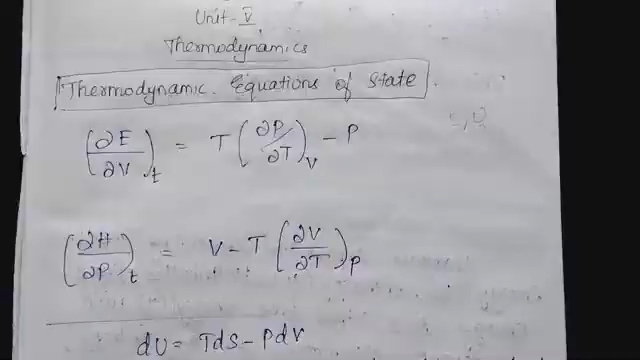 Unit-V
Thermodynamics
Thermodynamic. Equations of state.
(∂E/∂V)t = T(∂P/∂T)V - P
(∂H/∂P)t = V - T(∂V/∂T)P
dU = Tds - PdV